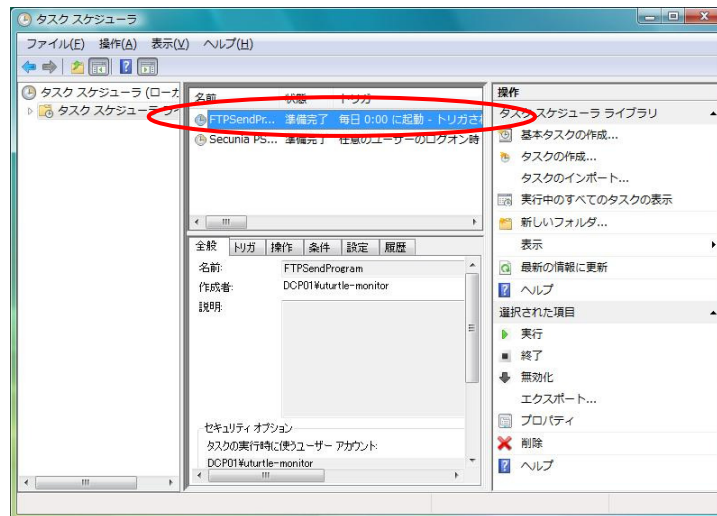 タスク スケジューラ
ファイル(F) 操作(A) 表示(V) ヘルプ(H)
タスク スケジューラ (ローカ
タスク スケジューラ ライ
名前 状態 トリガ
FTPSendPr... 準備完了 毎日 0:00 に起動 - トリガさ
Secunia PS... 準備完了 任意のユーザーのログオン時
全般 トリガ 操作 条件 設定 履歴
名前: FTPSendProgram
作成者: DCP01¥uturtle-monitor
説明:
セキュリティ オプション
タスクの実行時に使うユーザー アカウント:
DCP01¥uturtle-monitor
操作
タスク スケジューラ ライブラリ
基本タスクの作成...
タスクの作成...
タスクのインポート...
実行中のすべてのタスクの表示
新しいフォルダ...
表示
最新の情報に更新
ヘルプ
選択された項目
実行
終了
無効化
エクスポート...
プロパティ
削除
ヘルプ